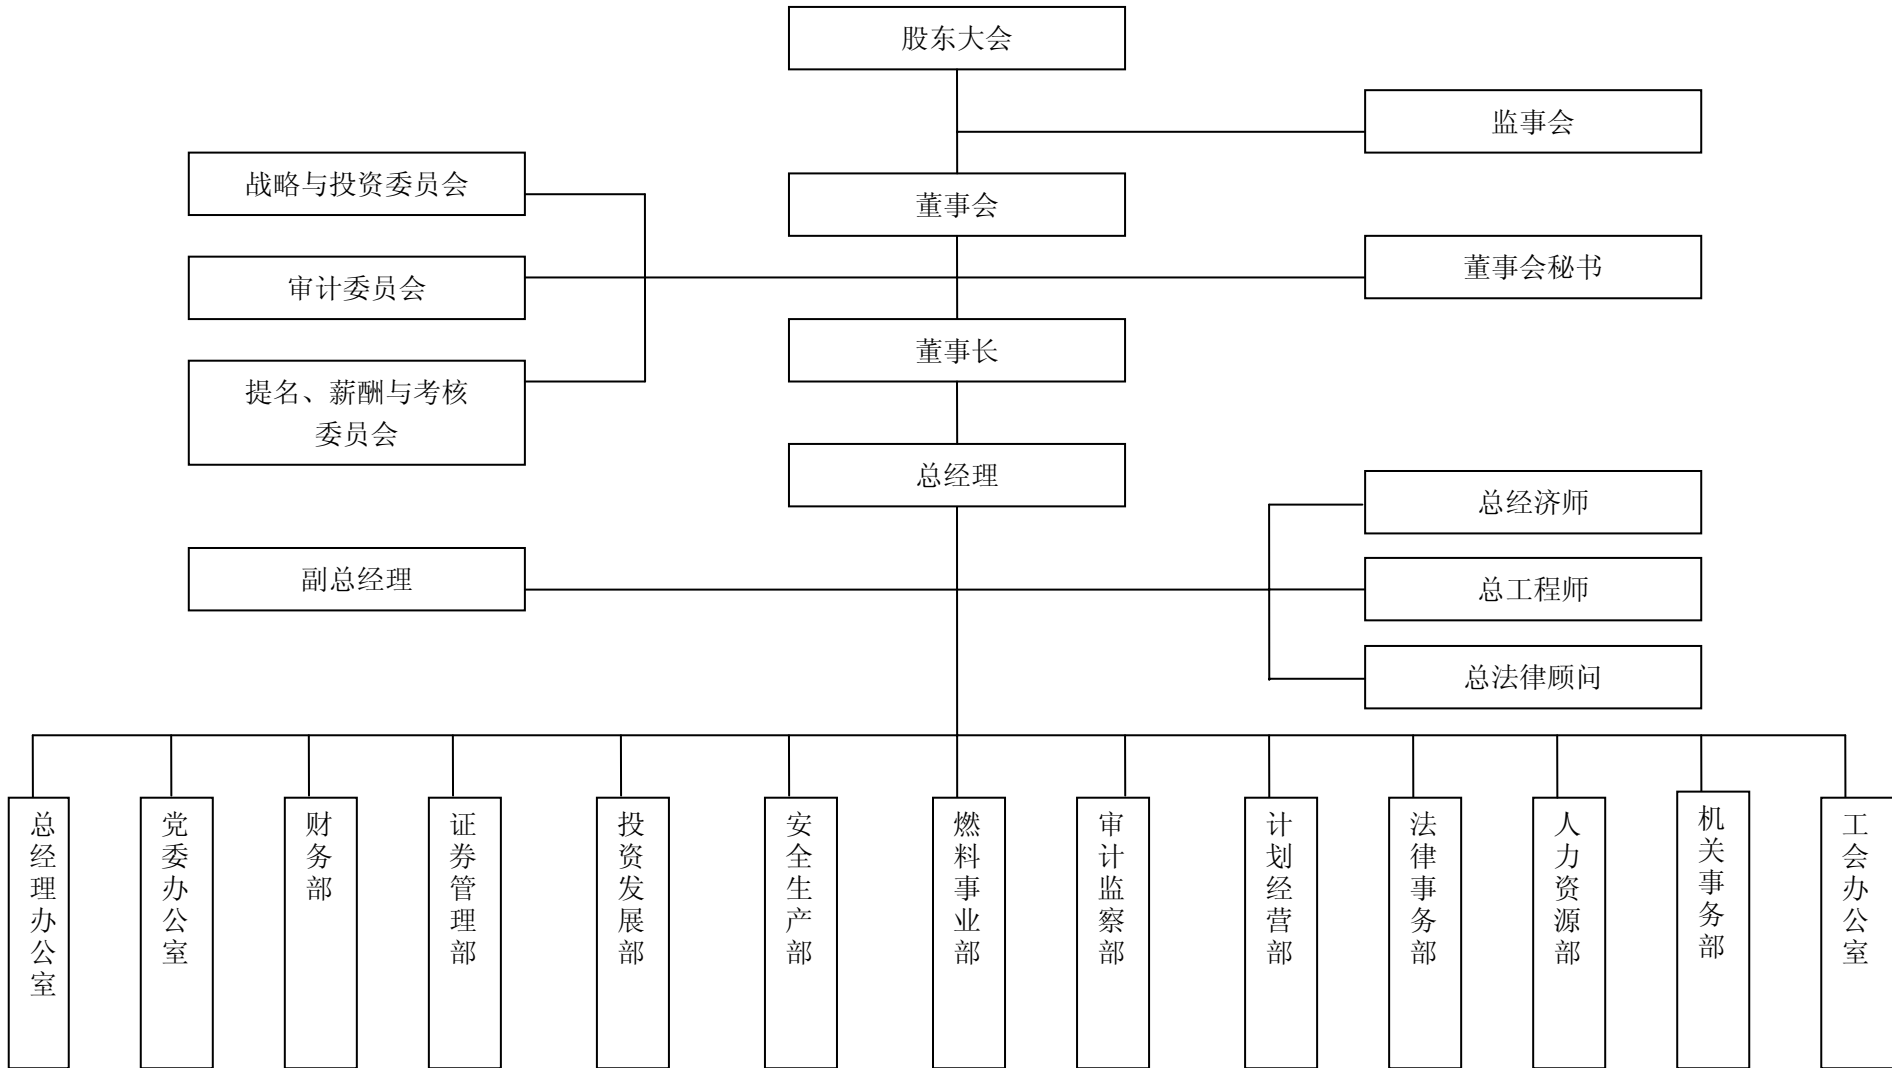 股东大会
监事会
战略与投资委员会
董事会
董事会秘书
审计委员会
董事长
提名、薪酬与考核
委员会
总经理
总经济师
副总经理
总工程师
总法律顾问
总经理办公室
党委办公室
财务部
证券管理部
投资发展部
安全生产部
燃料事业部
审计监察部
计划经营部
法律事务部
人力资源部
机关事务部
工会办公室